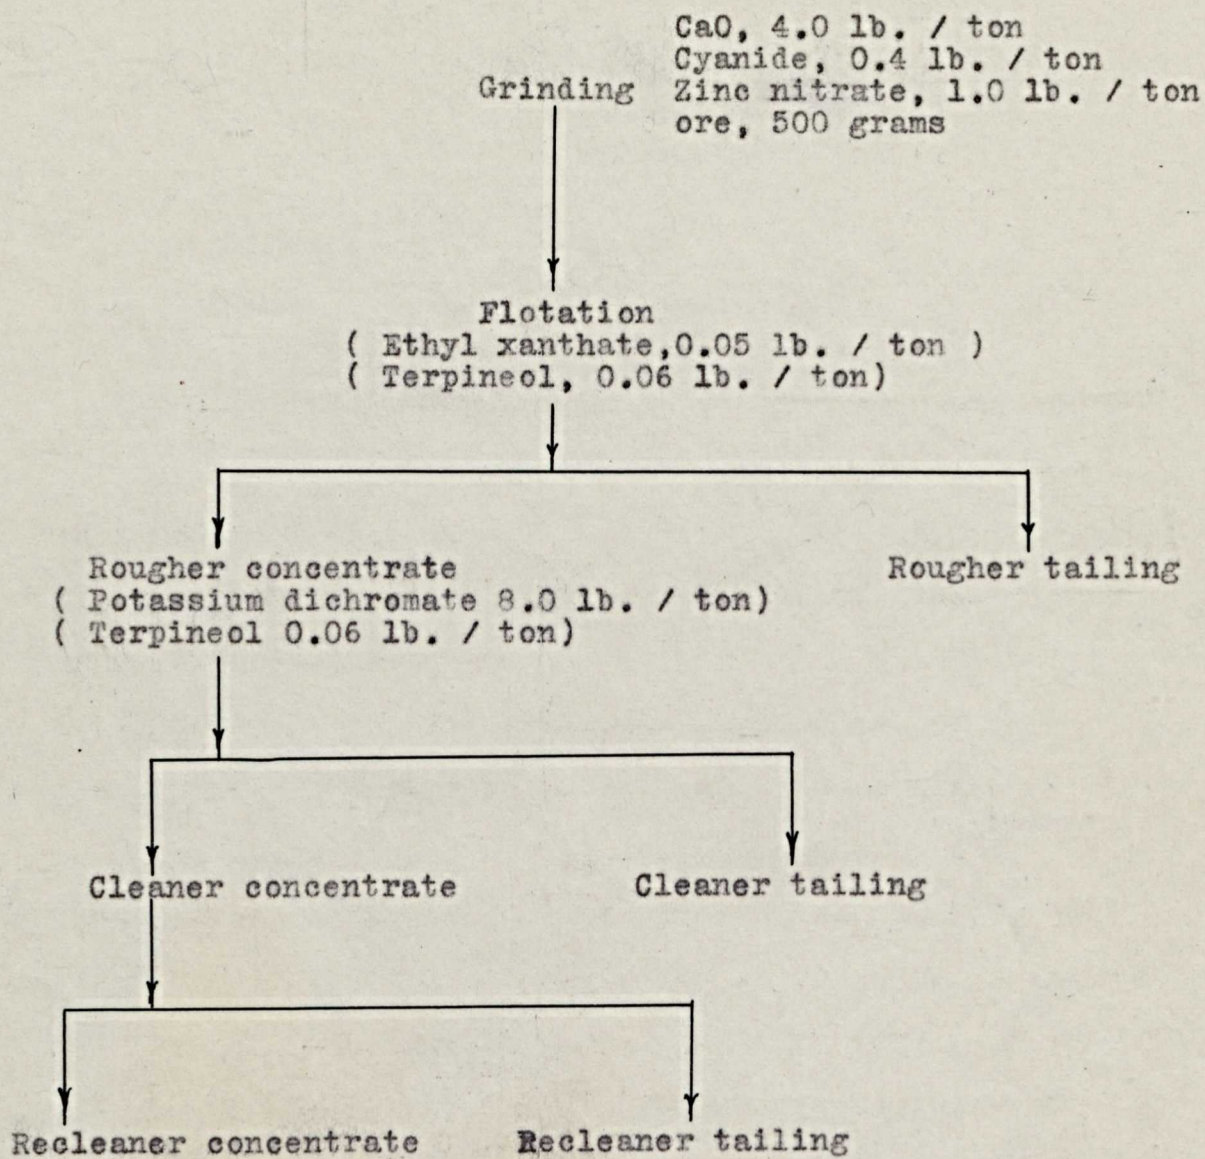 CaO, 4.0 lb. / ton
Cyanide, 0.4 lb. / ton
Grinding Zinc nitrate, 1.0 lb. / ton
ore, 500 grams
Flotation
( Ethyl xanthate,0.05 lb. / ton )
( Terpineol, 0.06 lb. / ton)
Rougher concentrate
Rougher tailing
( Potassium dichromate 8.0 lb. / ton)
( Terpineol 0.06 lb. / ton)
Cleaner concentrate
Cleaner tailing
Recleaner concentrate
Recleaner tailing